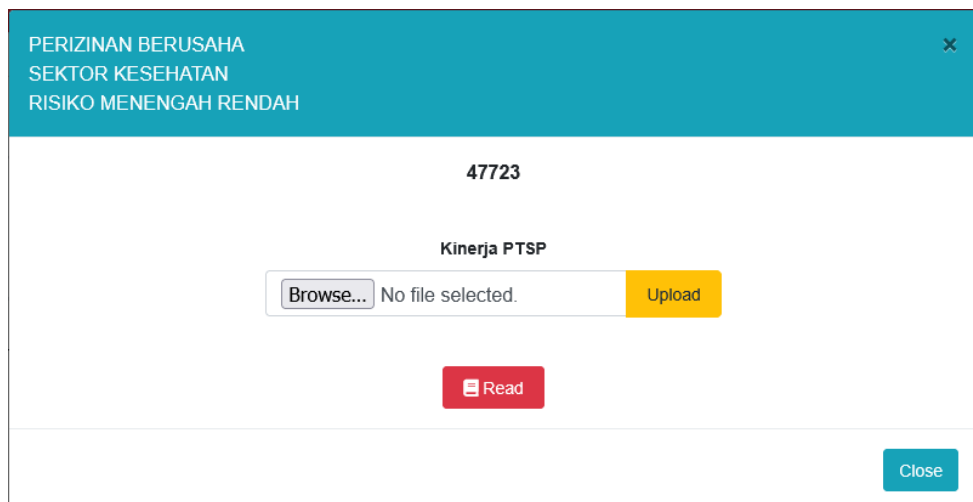 PERIZINAN BERUSAHA
SEKTOR KESEHATAN
RISIKO MENENGAH RENDAH
×
47723
Kinerja PTSP
Browse... No file selected. Upload
Read
Close